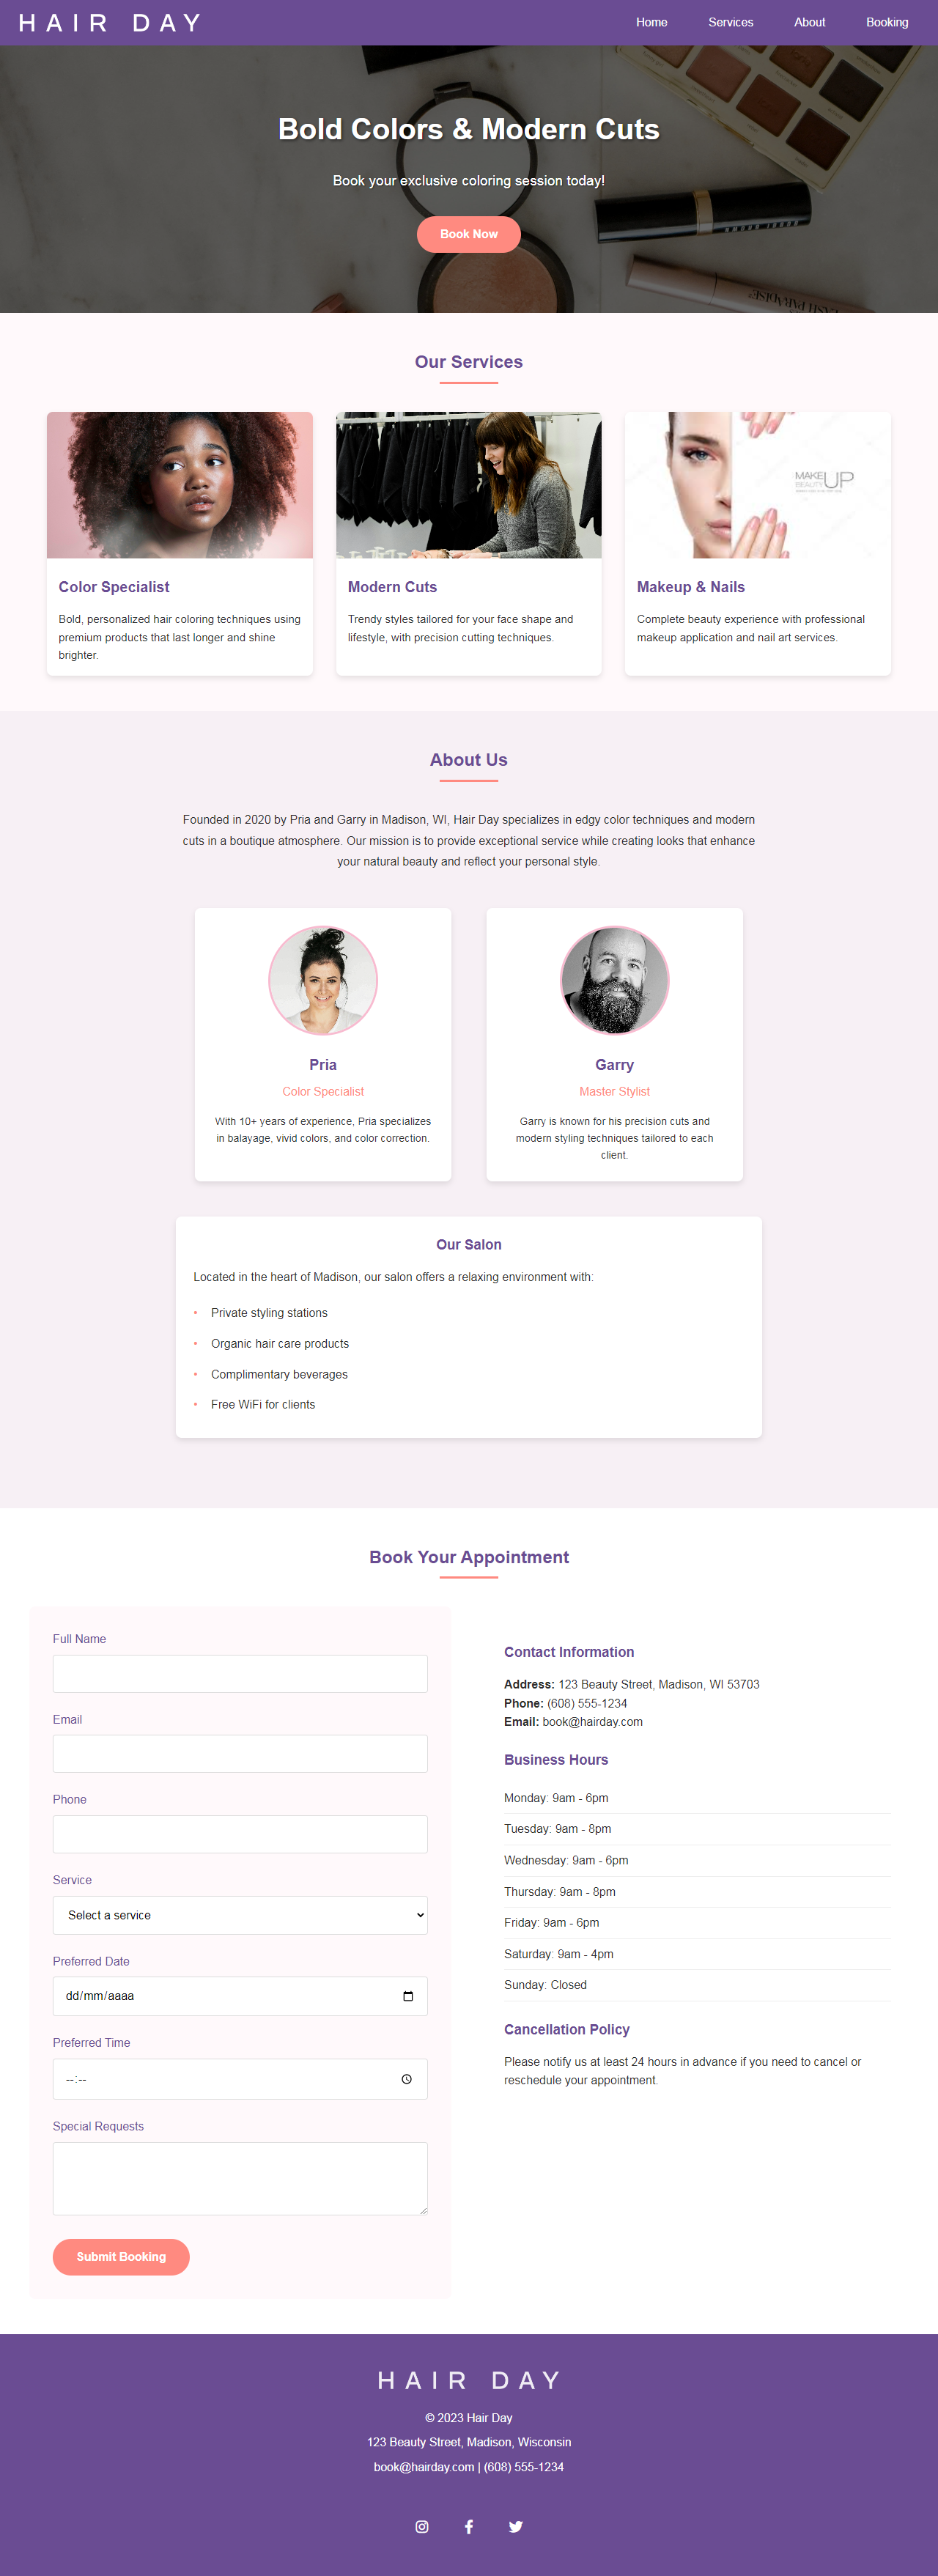 HAIR DAY
Home Services About Booking
Bold Colors & Modern Cuts
Book your exclusive coloring session today!
Book Now
Our Services
MAKE UP
BEAUTY
Color Specialist
Bold, personalized hair coloring techniques using
premium products that last longer and shine
brighter.
Modern Cuts
Trendy styles tailored for your face shape and
lifestyle, with precision cutting techniques.
Makeup & Nails
Complete beauty experience with professional
makeup application and nail art services.
About Us
Founded in 2020 by Pria and Garry in Madison, WI, Hair Day specializes in edgy color techniques and modern
cuts in a boutique atmosphere. Our mission is to provide exceptional service while creating looks that enhance
your natural beauty and reflect your personal style.
Pria
Color Specialist
With 10+ years of experience, Pria specializes
in balayage, vivid colors, and color correction.
Garry
Master Stylist
Garry is known for his precision cuts and
modern styling techniques tailored to each
client.
Our Salon
Located in the heart of Madison, our salon offers a relaxing environment with:
• Private styling stations
• Organic hair care products
• Complimentary beverages
• Free WiFi for clients
Book Your Appointment
Full Name
Email
Phone
Service
Select a service
Preferred Date
dd/mm/aaaa
Preferred Time
--:--
Special Requests
Submit Booking
Contact Information
Address: 123 Beauty Street, Madison, WI 53703
Phone: (608) 555-1234
Email: book@hairday.com
Business Hours
Monday: 9am - 6pm
Tuesday: 9am - 8pm
Wednesday: 9am - 6pm
Thursday: 9am - 8pm
Friday: 9am - 6pm
Saturday: 9am - 4pm
Sunday: Closed
Cancellation Policy
Please notify us at least 24 hours in advance if you need to cancel or
reschedule your appointment.
HAIR DAY
© 2023 Hair Day
123 Beauty Street, Madison, Wisconsin
book@hairday.com | (608) 555-1234